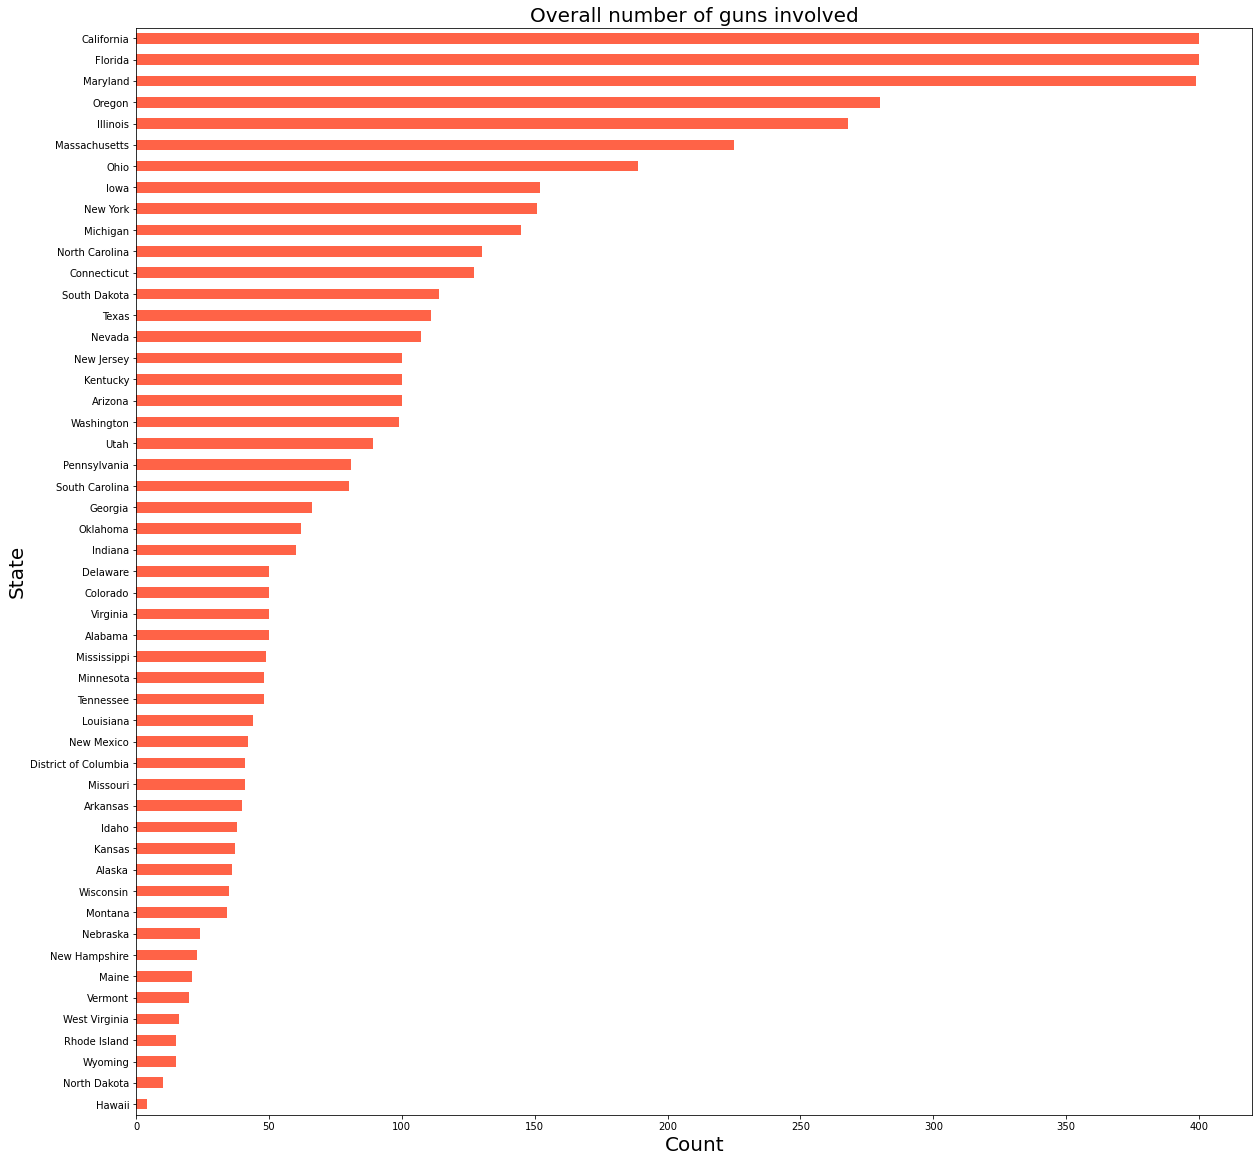 Overall number of guns involved
California
Florida
Maryland
Oregon
Illinois
Massachusetts
Ohio
Iowa
New York
Michigan
North Carolina
Connecticut
South Dakota
Texas
Nevada
New Jersey
Kentucky
Arizona
Washington
Utah
Pennsylvania
South Carolina
Georgia
Oklahoma
Indiana
Delaware
Colorado
Virginia
Alabama
Mississippi
Minnesota
Tennessee
Louisiana
New Mexico
District of Columbia
Missouri
Arkansas
Idaho
Kansas
Alaska
Wisconsin
Montana
Nebraska
New Hampshire
Maine
Vermont
West Virginia
Rhode Island
Wyoming
North Dakota
Hawaii
State
0 50 100 150 200 250 300 350 400
Count